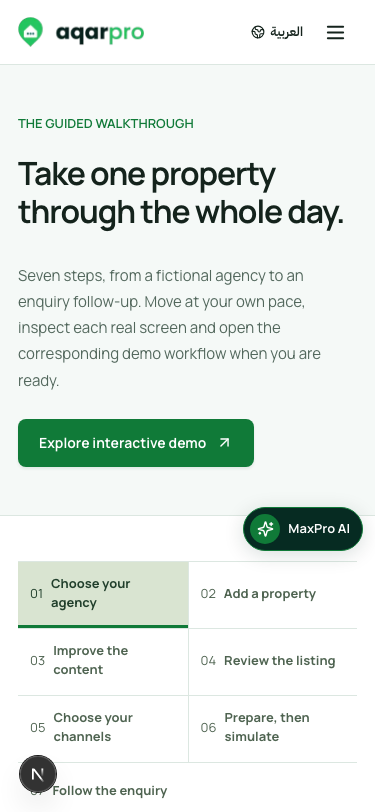 aqarpro
العربية
THE GUIDED WALKTHROUGH
Take one property
through the whole day.
Seven steps, from a fictional agency to an
enquiry follow-up. Move at your own pace,
inspect each real screen and open the
corresponding demo workflow when you are
ready.
Explore interactive demo
MaxPro AI
01 Choose your
agency
02 Add a property
03 Improve the
content
04 Review the listing
05 Choose your
channels
06 Prepare, then
simulate
N
Follow the enquiry